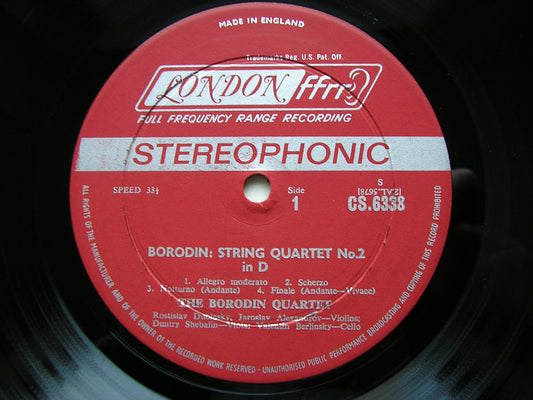 MADE IN ENGLAND
Trademarks Reg. U.S. Pat. Off.
LONDON ffrr
FULL FREQUENCY RANGE RECORDING
STEREOPHONIC
SPEED 33⅓
Side
1
S
(ZAL.5678)
CS.6338
BORODIN: STRING QUARTET No.2
in D
1. Allegro moderato 2. Scherzo
3. Notturno (Andante) 4. Finale (Andante—Vivace)
THE BORODIN QUARTET
Rostislav Dubinsky, Jaroslav Alexandrov—Violins;
Dmitry Shebalin—Viola; Valentin Berlinsky—Cello
ALL RIGHTS OF THE MANUFACTURER AND OF THE OWNER OF THE RECORDED WORK RESERVED · UNAUTHORISED PUBLIC PERFORMANCE BROADCASTING AND COPYING OF THIS RECORD PROHIBITED